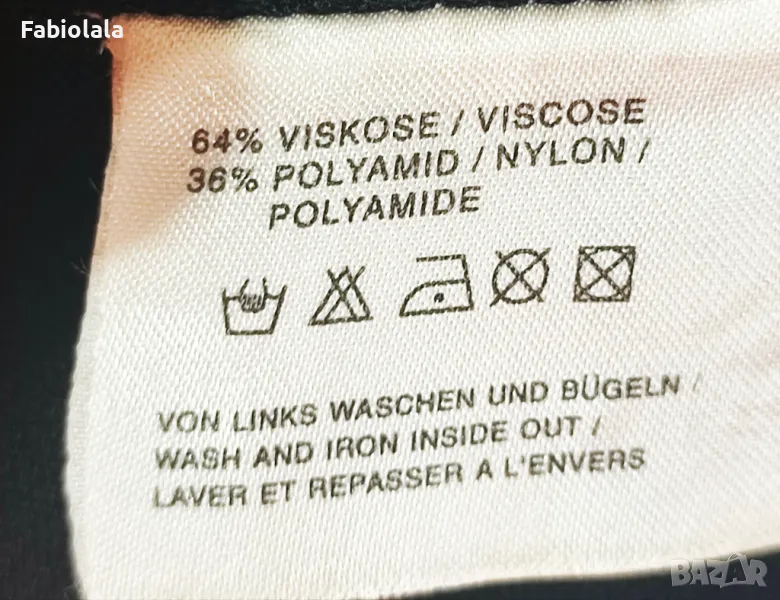 Fabiolala
64% VISKOSE / VISCOSE
36% POLYAMID / NYLON /
POLYAMIDE
VON LINKS WASCHEN UND BÜGELN /
WASH AND IRON INSIDE OUT /
LAVER ET REPASSER A L'ENVERS
BAZAR